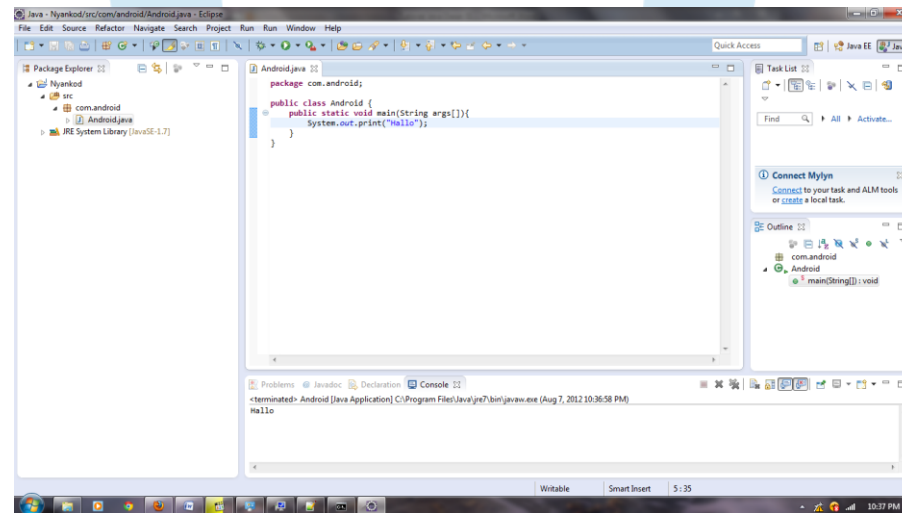 Java - Nyankod/src/com/android/Android.java - Eclipse
File Edit Source Refactor Navigate Search Project Run Run Window Help
Quick Access
Java EE
Package Explorer
Nyankod
src
com.android
Android.java
JRE System Library [JavaSE-1.7]
Android.java
package com.android;
public class Android {
public static void main(String args[]){
System.out.print("Hallo");
}
}
Task List
Find
All
Activate...
Connect Mylyn
Connect to your task and ALM tools
or create a local task.
Outline
com.android
Android
main(String[]) : void
Problems @ Javadoc Declaration Console
<terminated> Android [Java Application] C:\Program Files\Java\jre7\bin\javaw.exe (Aug 7, 2012 10:36:58 PM)
Hallo
Writable
Smart Insert
5 : 35
10:37 PM